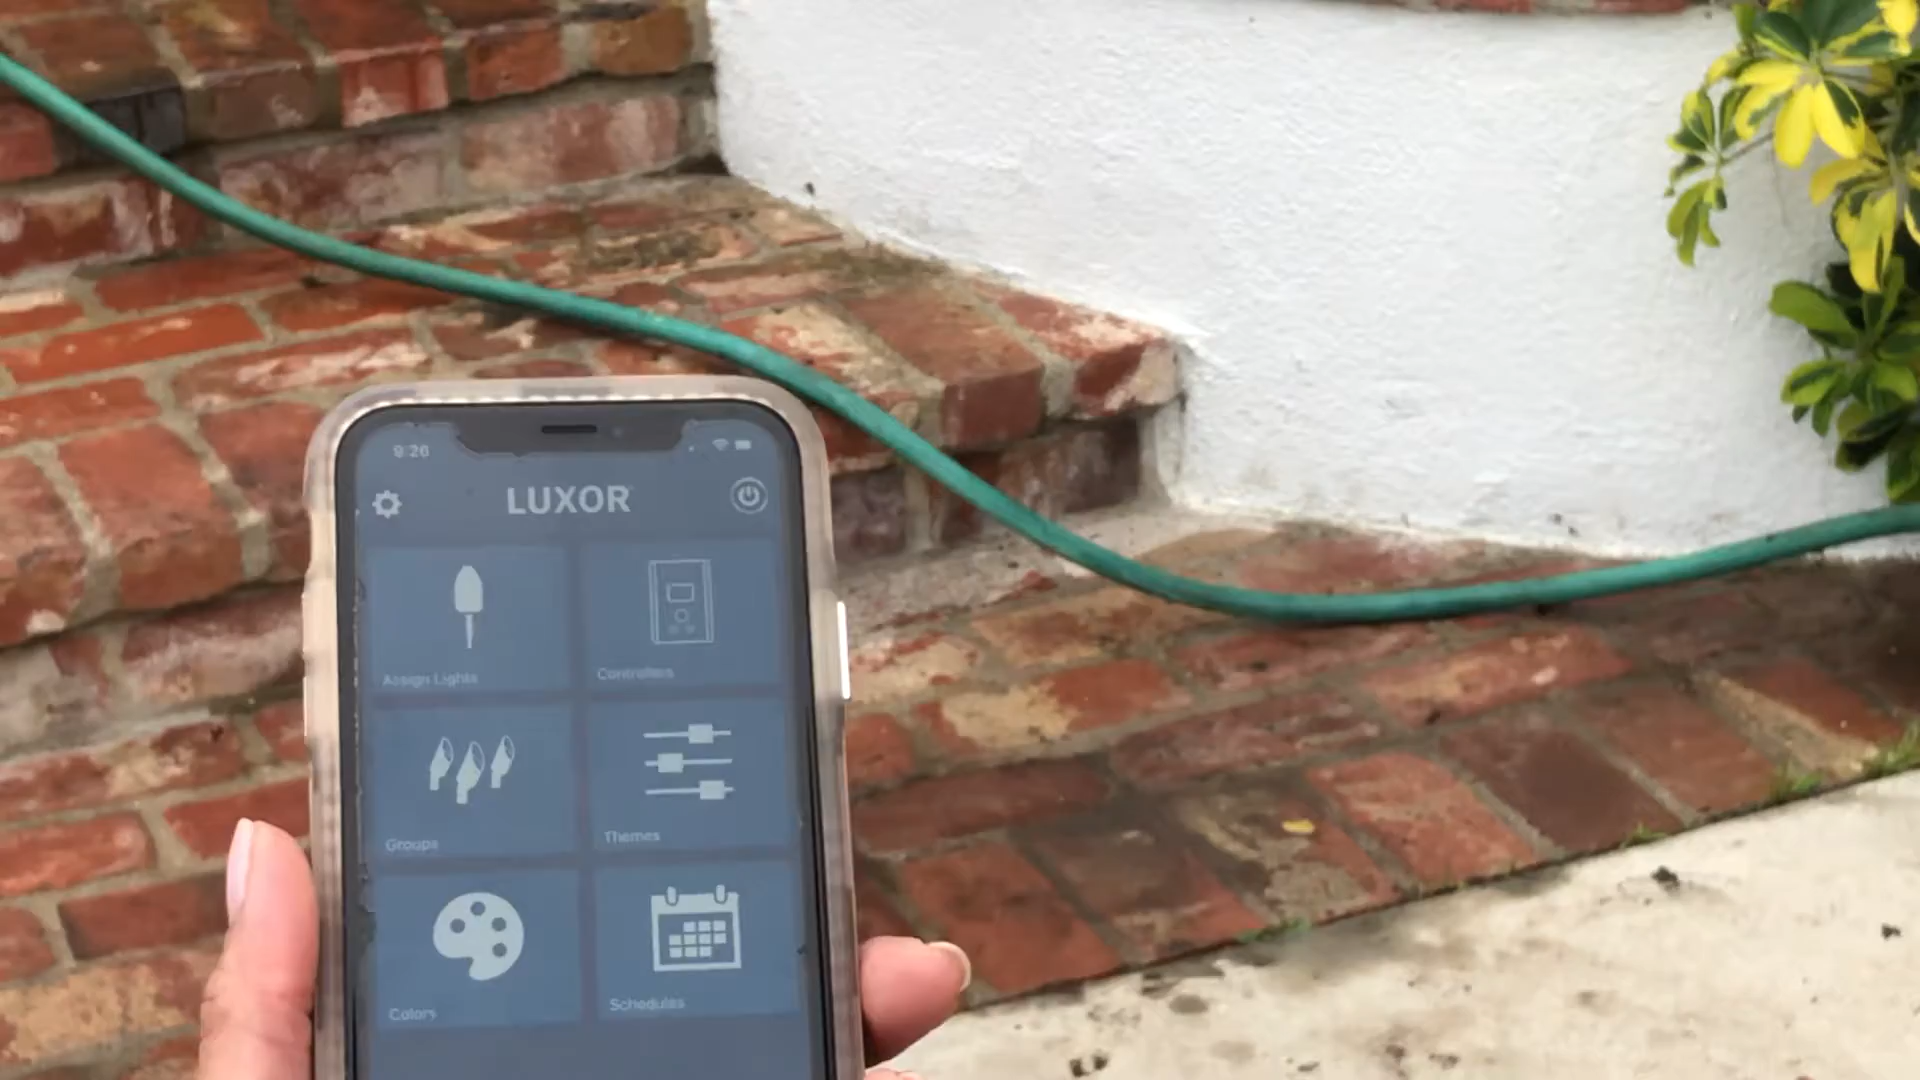 9:26
LUXOR
Assign Lights
Controllers
Groups
Themes
Colors
Schedules